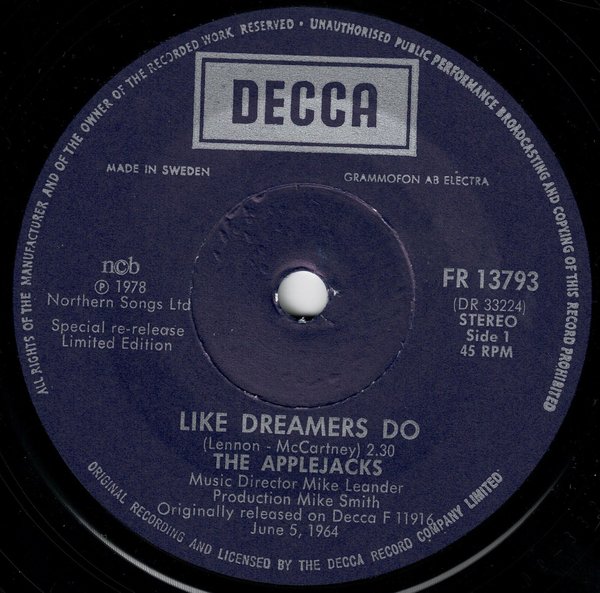 ALL RIGHTS OF THE MANUFACTURER AND OF THE OWNER OF THE RECORDED WORK RESERVED • UNAUTHORISED PUBLIC PERFORMANCE BROADCASTING AND COPYING OF THIS RECORD PROHIBITED
DECCA
MADE IN SWEDEN
GRAMMOFON AB ELECTRA
ncb
℗ 1978
Northern Songs Ltd
Special re-release
Limited Edition
FR 13793
(DR 33224)
STEREO
Side 1
45 RPM
LIKE DREAMERS DO
(Lennon - McCartney) 2.30
THE APPLEJACKS
Music Director Mike Leander
Production Mike Smith
Originally released on Decca F 11916
June 5, 1964
ORIGINAL RECORDING AND LICENSED BY THE DECCA RECORD COMPANY LIMITED